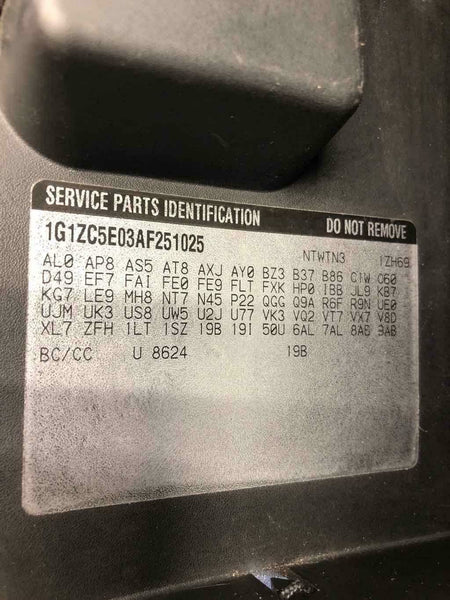 SERVICE PARTS IDENTIFICATION DO NOT REMOVE
1G1ZC5E03AF251025 NTWTN3 1ZH69
AL0 AP8 AS5 AT8 AXJ AY0 BZ3 B37 B86 C1W C60
D49 EF7 FAI FE0 FE9 FLT FXK HP0 IBB JL9 KB7
KG7 LE9 MH8 NT7 N45 P22 QGG Q9A R6F R9N UE0
UJM UK3 US8 UW5 U2J U77 VK3 VQ2 VT7 VX7 V8D
XL7 ZFH 1LT 1SZ 19B 19I 50U 6AL 7AL 8AB 9AB
BC/CC U 8624 19B